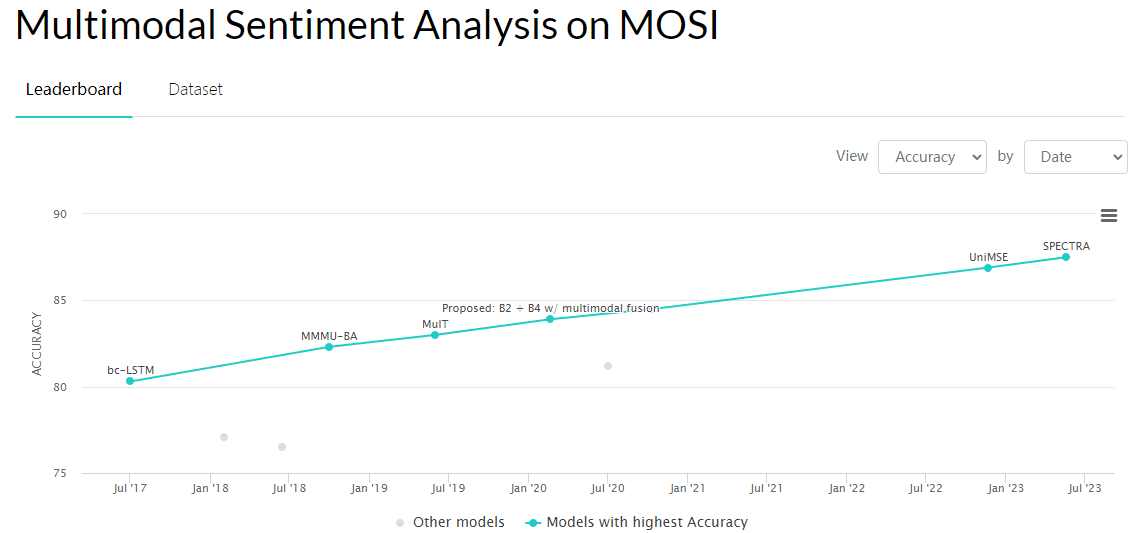 Multimodal Sentiment Analysis on MOSI
Leaderboard Dataset
View Accuracy by Date
90
SPECTRA
UniMSE
85
Proposed: B2 + B4 w/ multimodal fusion
MulT
MMMU-BA
ACCURACY
bc-LSTM
80
75
Jul '17 Jan '18 Jul '18 Jan '19 Jul '19 Jan '20 Jul '20 Jan '21 Jul '21 Jan '22 Jul '22 Jan '23 Jul '23
Other models Models with highest Accuracy